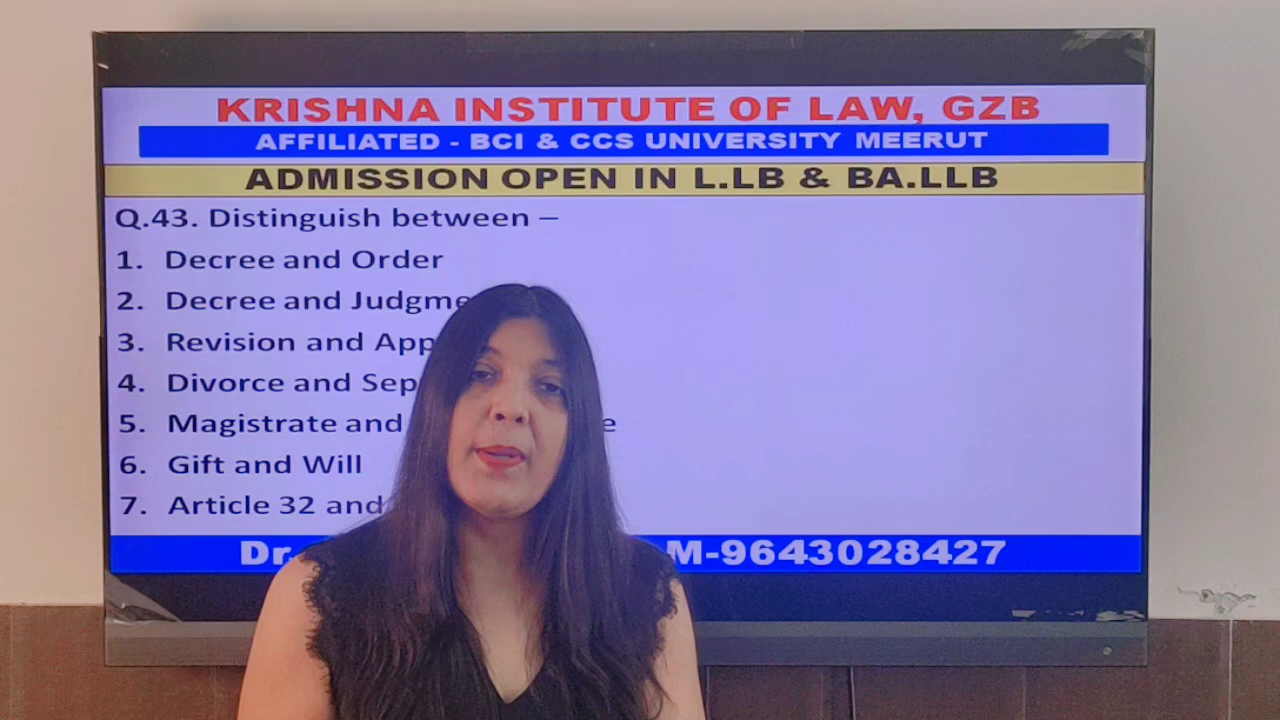 KRISHNA INSTITUTE OF LAW, GZB
AFFILIATED - BCI & CCS UNIVERSITY MEERUT
ADMISSION OPEN IN L.LB & BA.LLB
Q.43. Distinguish between –
1. Decree and Order
2. Decree and
3. Revision and
4. Divorce and
5. Magistrate and
6. Gift and Will
7. Article 32 and
Dr. M-9643028427